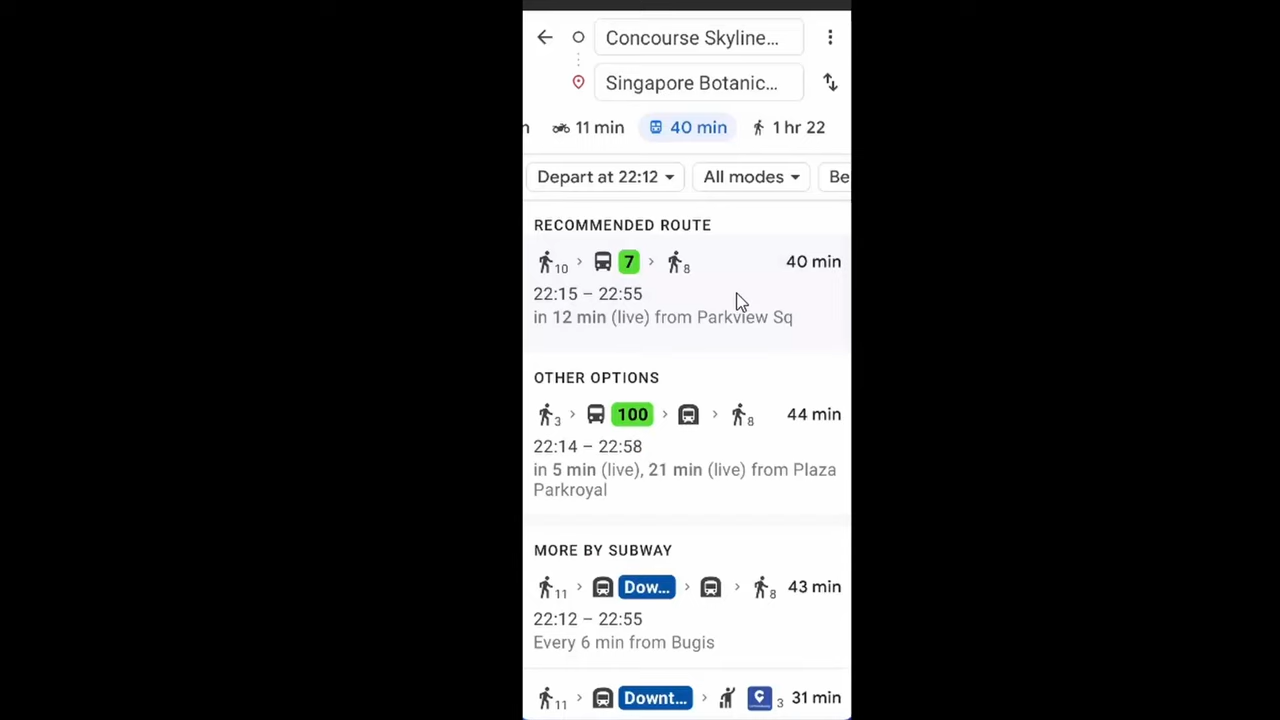 Concourse Skyline...
Singapore Botanic...
11 min 40 min 1 hr 22
Depart at 22:12 All modes Be
RECOMMENDED ROUTE
10 7 8 40 min
22:15 – 22:55
in 12 min (live) from Parkview Sq
OTHER OPTIONS
3 100 8 44 min
22:14 – 22:58
in 5 min (live), 21 min (live) from Plaza
Parkroyal
MORE BY SUBWAY
11 Dow... 8 43 min
22:12 – 22:55
Every 6 min from Bugis
11 Downt... 3 31 min